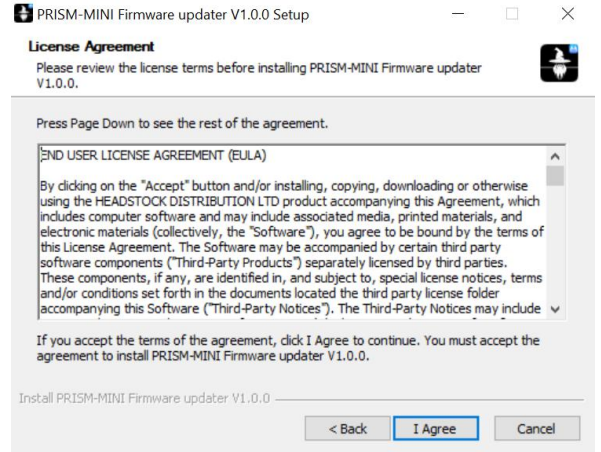 PRISM-MINI Firmware updater V1.0.0 Setup
License Agreement
Please review the license terms before installing PRISM-MINI Firmware updater
V1.0.0.
Press Page Down to see the rest of the agreement.
END USER LICENSE AGREEMENT (EULA)
By clicking on the "Accept" button and/or installing, copying, downloading or otherwise
using the HEADSTOCK DISTRIBUTION LTD product accompanying this Agreement, which
includes computer software and may include associated media, printed materials, and
electronic materials (collectively, the "Software"), you agree to be bound by the terms of
this License Agreement. The Software may be accompanied by certain third party
software components ("Third-Party Products") separately licensed by third parties.
These components, if any, are identified in, and subject to, special license notices, terms
and/or conditions set forth in the documents located the third party license folder
accompanying this Software ("Third-Party Notices"). The Third-Party Notices may include
If you accept the terms of the agreement, click I Agree to continue. You must accept the
agreement to install PRISM-MINI Firmware updater V1.0.0.
Install PRISM-MINI Firmware updater V1.0.0
< Back I Agree Cancel